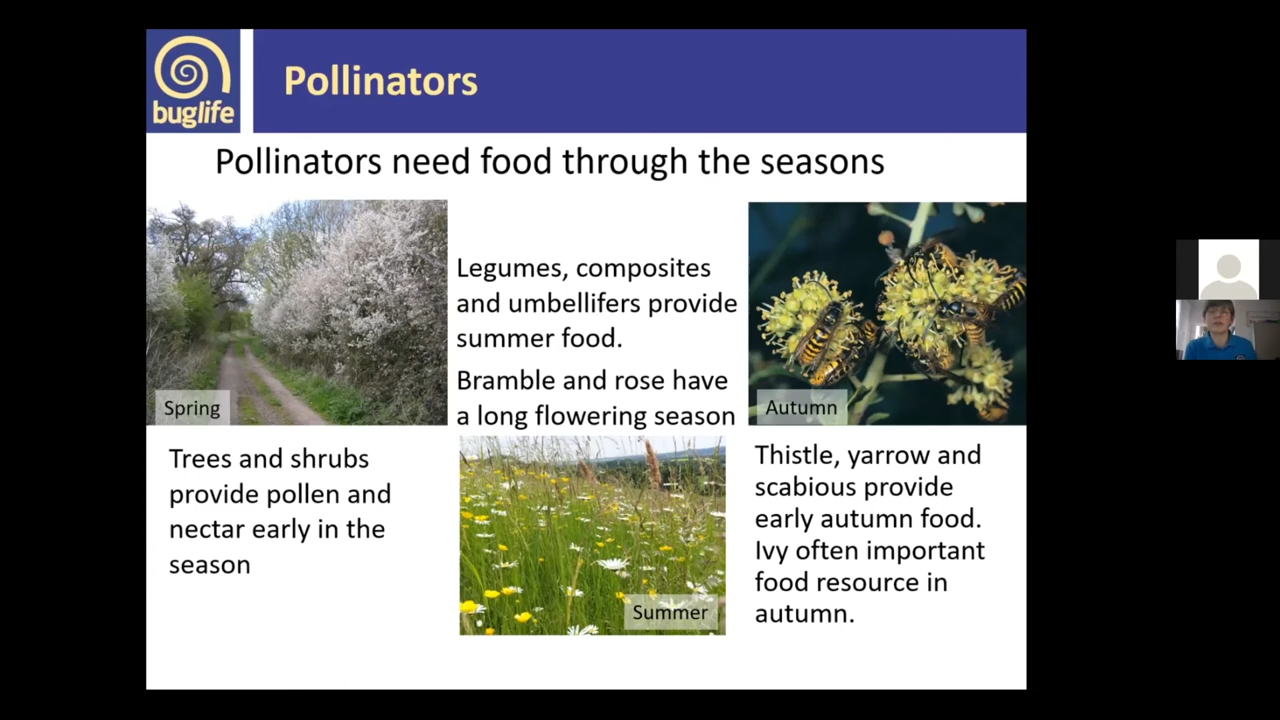 buglife
Pollinators
Pollinators need food through the seasons
Spring
Trees and shrubs
provide pollen and
nectar early in the
season
Legumes, composites
and umbellifers provide
summer food.
Bramble and rose have
a long flowering season
Summer
Autumn
Thistle, yarrow and
scabious provide
early autumn food.
Ivy often important
food resource in
autumn.